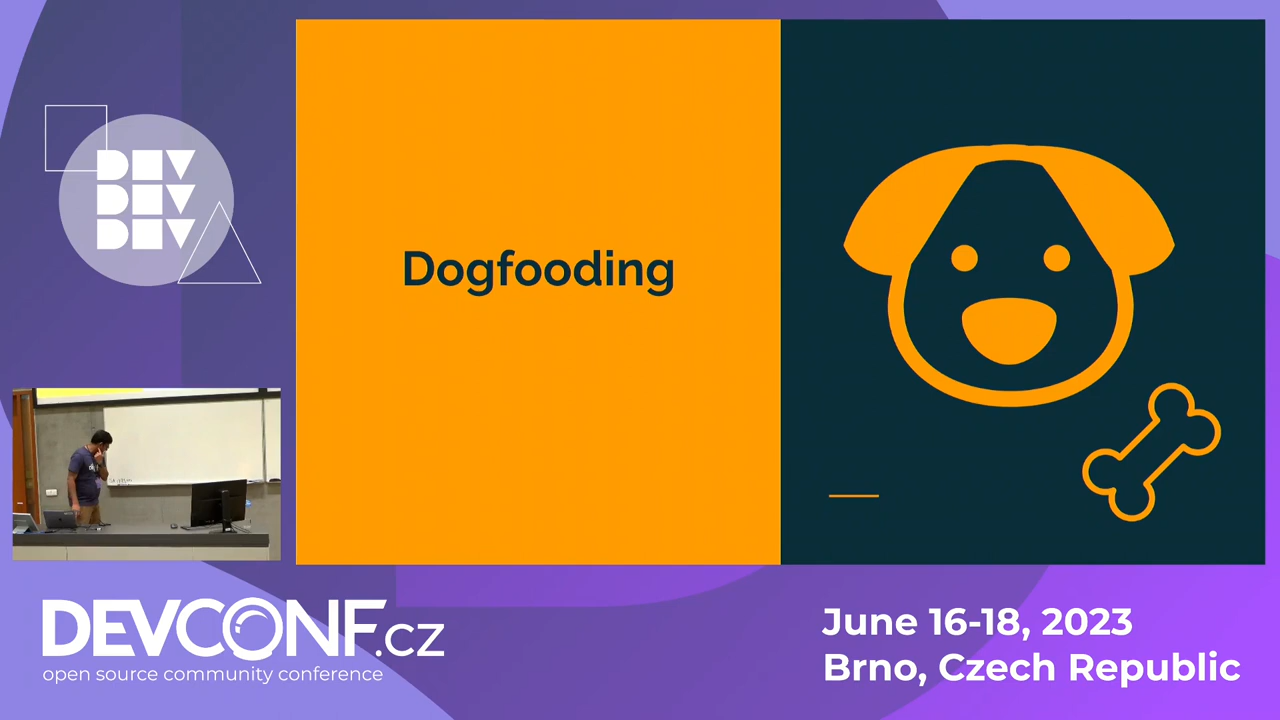 DEV
DEV
DEV
Dogfooding
DEVCONF.cz
open source community conference
June 16-18, 2023
Brno, Czech Republic